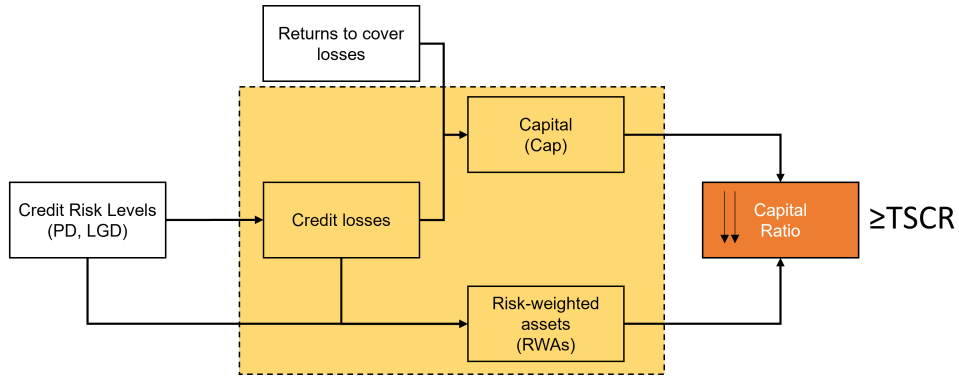 Returns to cover
losses
Capital
(Cap)
Credit Risk Levels
(PD, LGD)
Credit losses
Capital
Ratio
≥TSCR
Risk-weighted
assets
(RWAs)